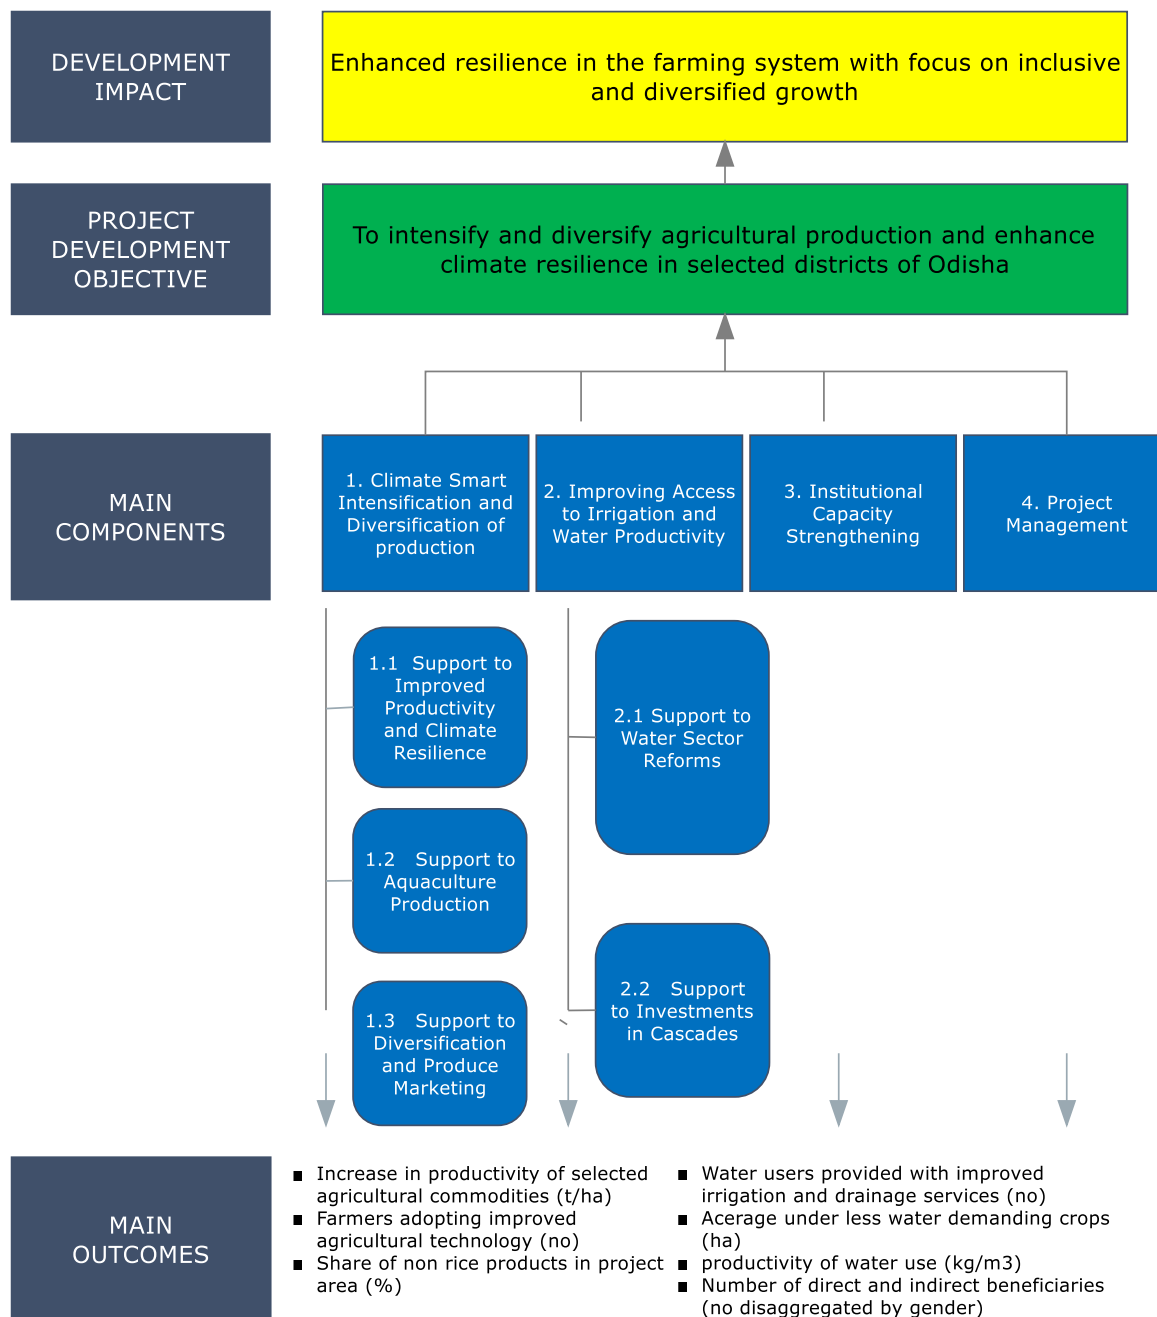 DEVELOPMENT
IMPACT
Enhanced resilience in the farming system with focus on inclusive
and diversified growth
PROJECT
DEVELOPMENT
OBJECTIVE
To intensify and diversify agricultural production and enhance
climate resilience in selected districts of Odisha
MAIN
COMPONENTS
1. Climate Smart
Intensification and
Diversification of
production
2. Improving Access
to Irrigation and
Water Productivity
3. Institutional
Capacity
Strengthening
4. Project
Management
1.1 Support to
Improved
Productivity
and Climate
Resilience
1.2 Support to
Aquaculture
Production
1.3 Support to
Diversification
and Produce
Marketing
2.1 Support to
Water Sector
Reforms
2.2 Support
to Investments
in Cascades
MAIN
OUTCOMES
▪ Increase in productivity of selected
agricultural commodities (t/ha)
▪ Farmers adopting improved
agricultural technology (no)
▪ Share of non rice products in project
area (%)
▪ Water users provided with improved
irrigation and drainage services (no)
▪ Acerage under less water demanding crops
(ha)
▪ productivity of water use (kg/m3)
▪ Number of direct and indirect beneficiaries
(no disaggregated by gender)